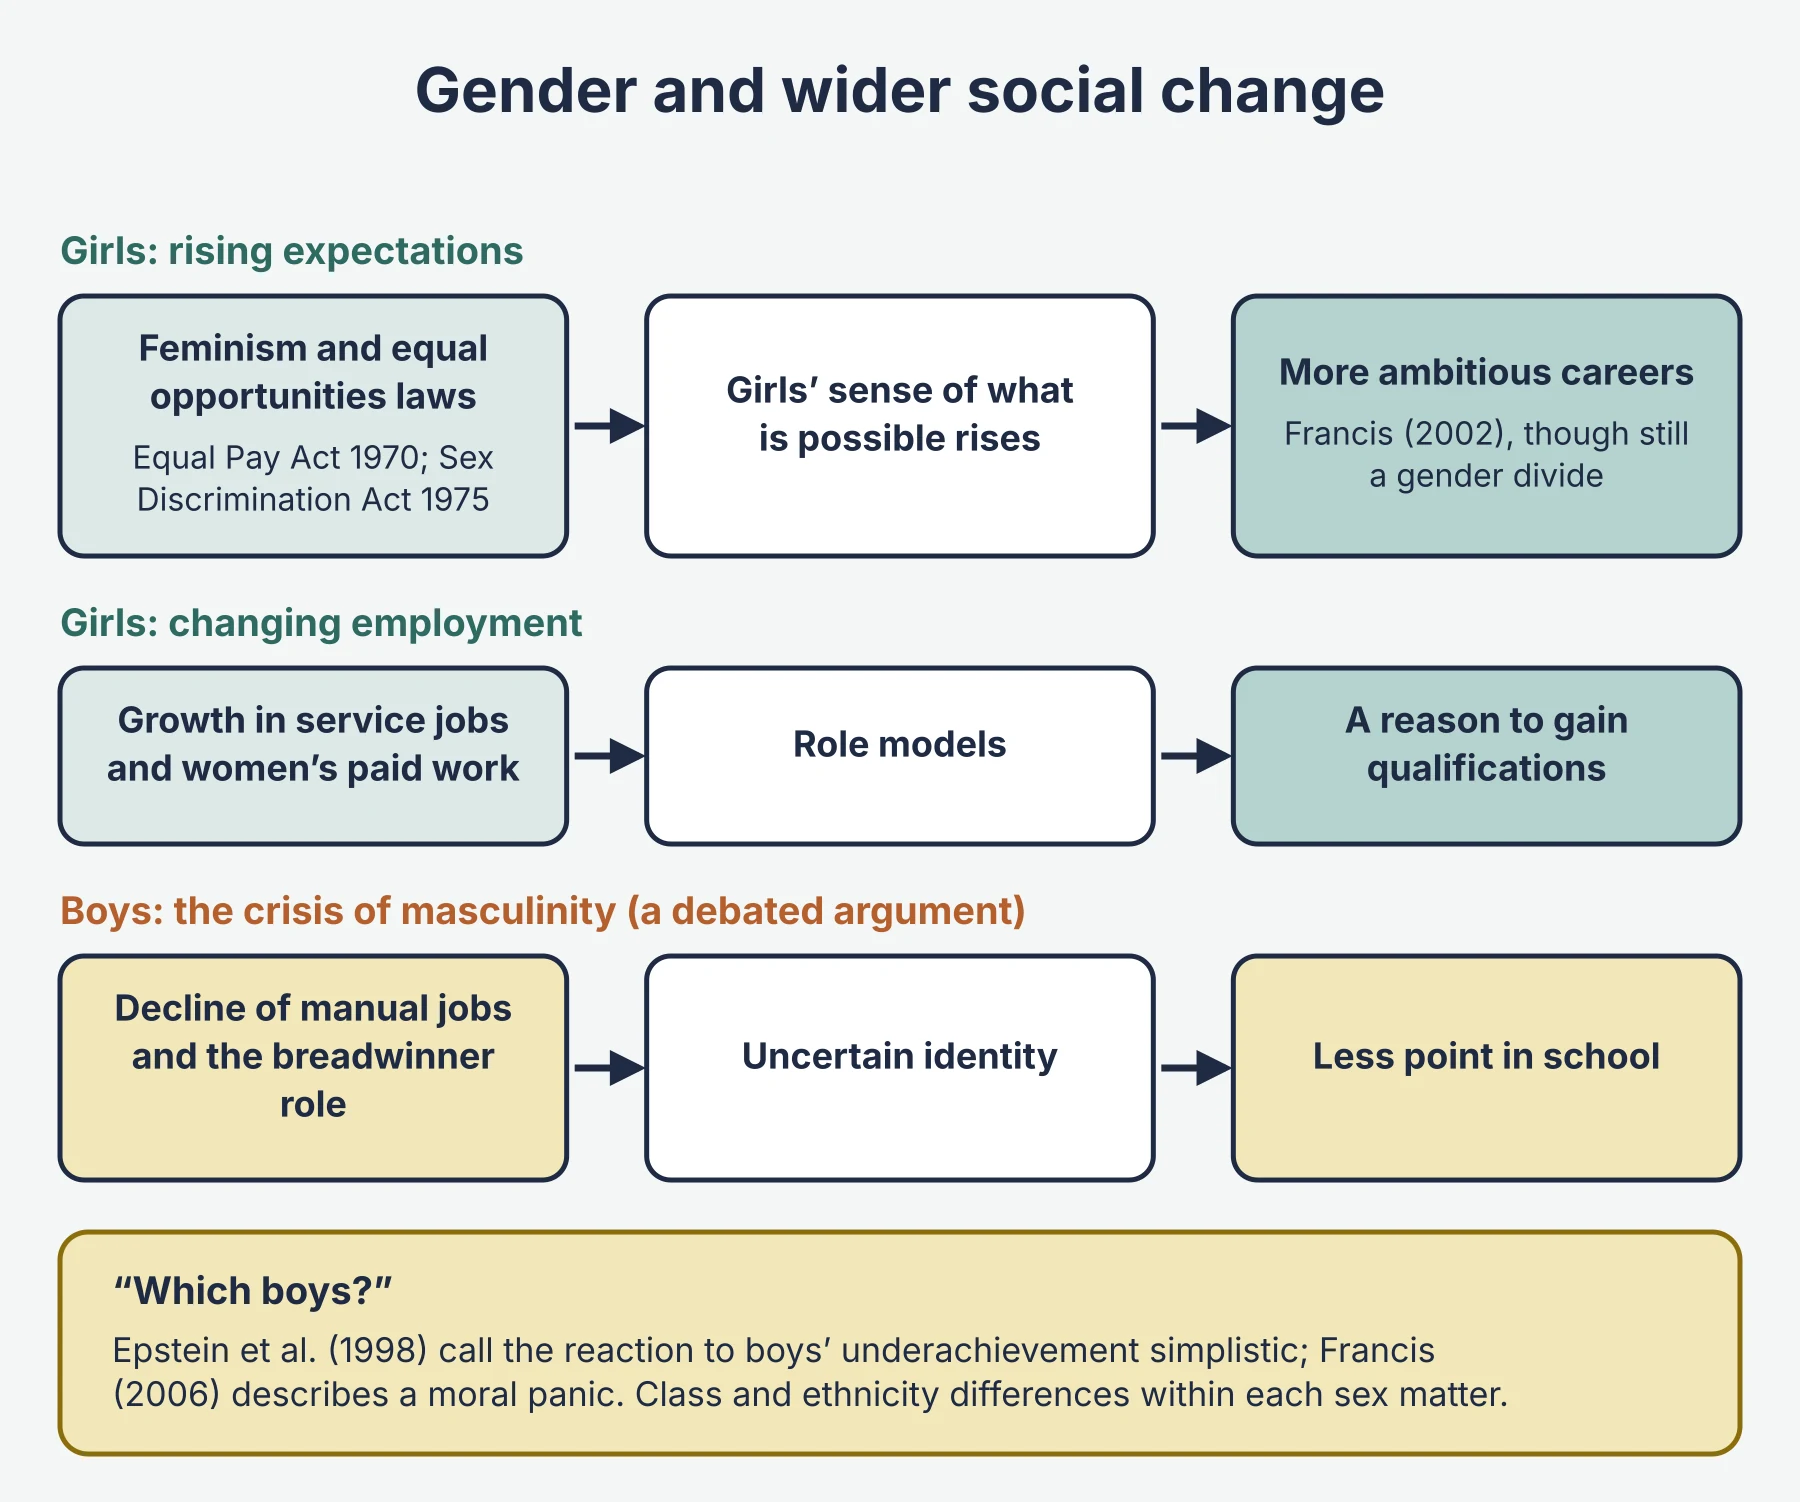 Gender and wider social change
Girls: rising expectations
Feminism and equal
opportunities laws
Equal Pay Act 1970; Sex
Discrimination Act 1975
Girls’ sense of what
is possible rises
More ambitious careers
Francis (2002), though still
a gender divide
Girls: changing employment
Growth in service jobs
and women’s paid work
Role models
A reason to gain
qualifications
Boys: the crisis of masculinity (a debated argument)
Decline of manual jobs
and the breadwinner
role
Uncertain identity
Less point in school
“Which boys?”
Epstein et al. (1998) call the reaction to boys’ underachievement simplistic; Francis
(2006) describes a moral panic. Class and ethnicity differences within each sex matter.